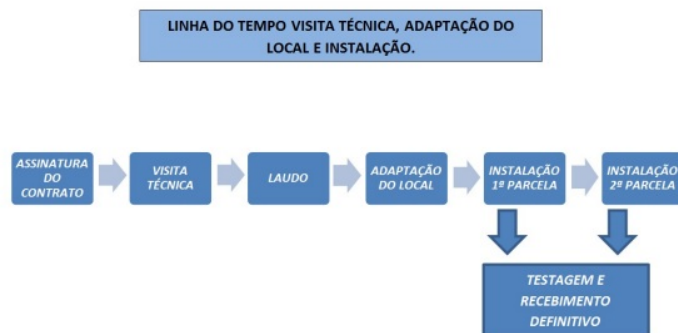 LINHA DO TEMPO VISITA TÉCNICA, ADAPTAÇÃO DO
LOCAL E INSTALAÇÃO.
ASSINATURA
DO
CONTRATO
VISITA
TÉCNICA
LAUDO
ADAPTAÇÃO
DO LOCAL
INSTALAÇÃO
1ª PARCELA
INSTALAÇÃO
2ª PARCELA
TESTAGEM E
RECEBIMENTO
DEFINITIVO